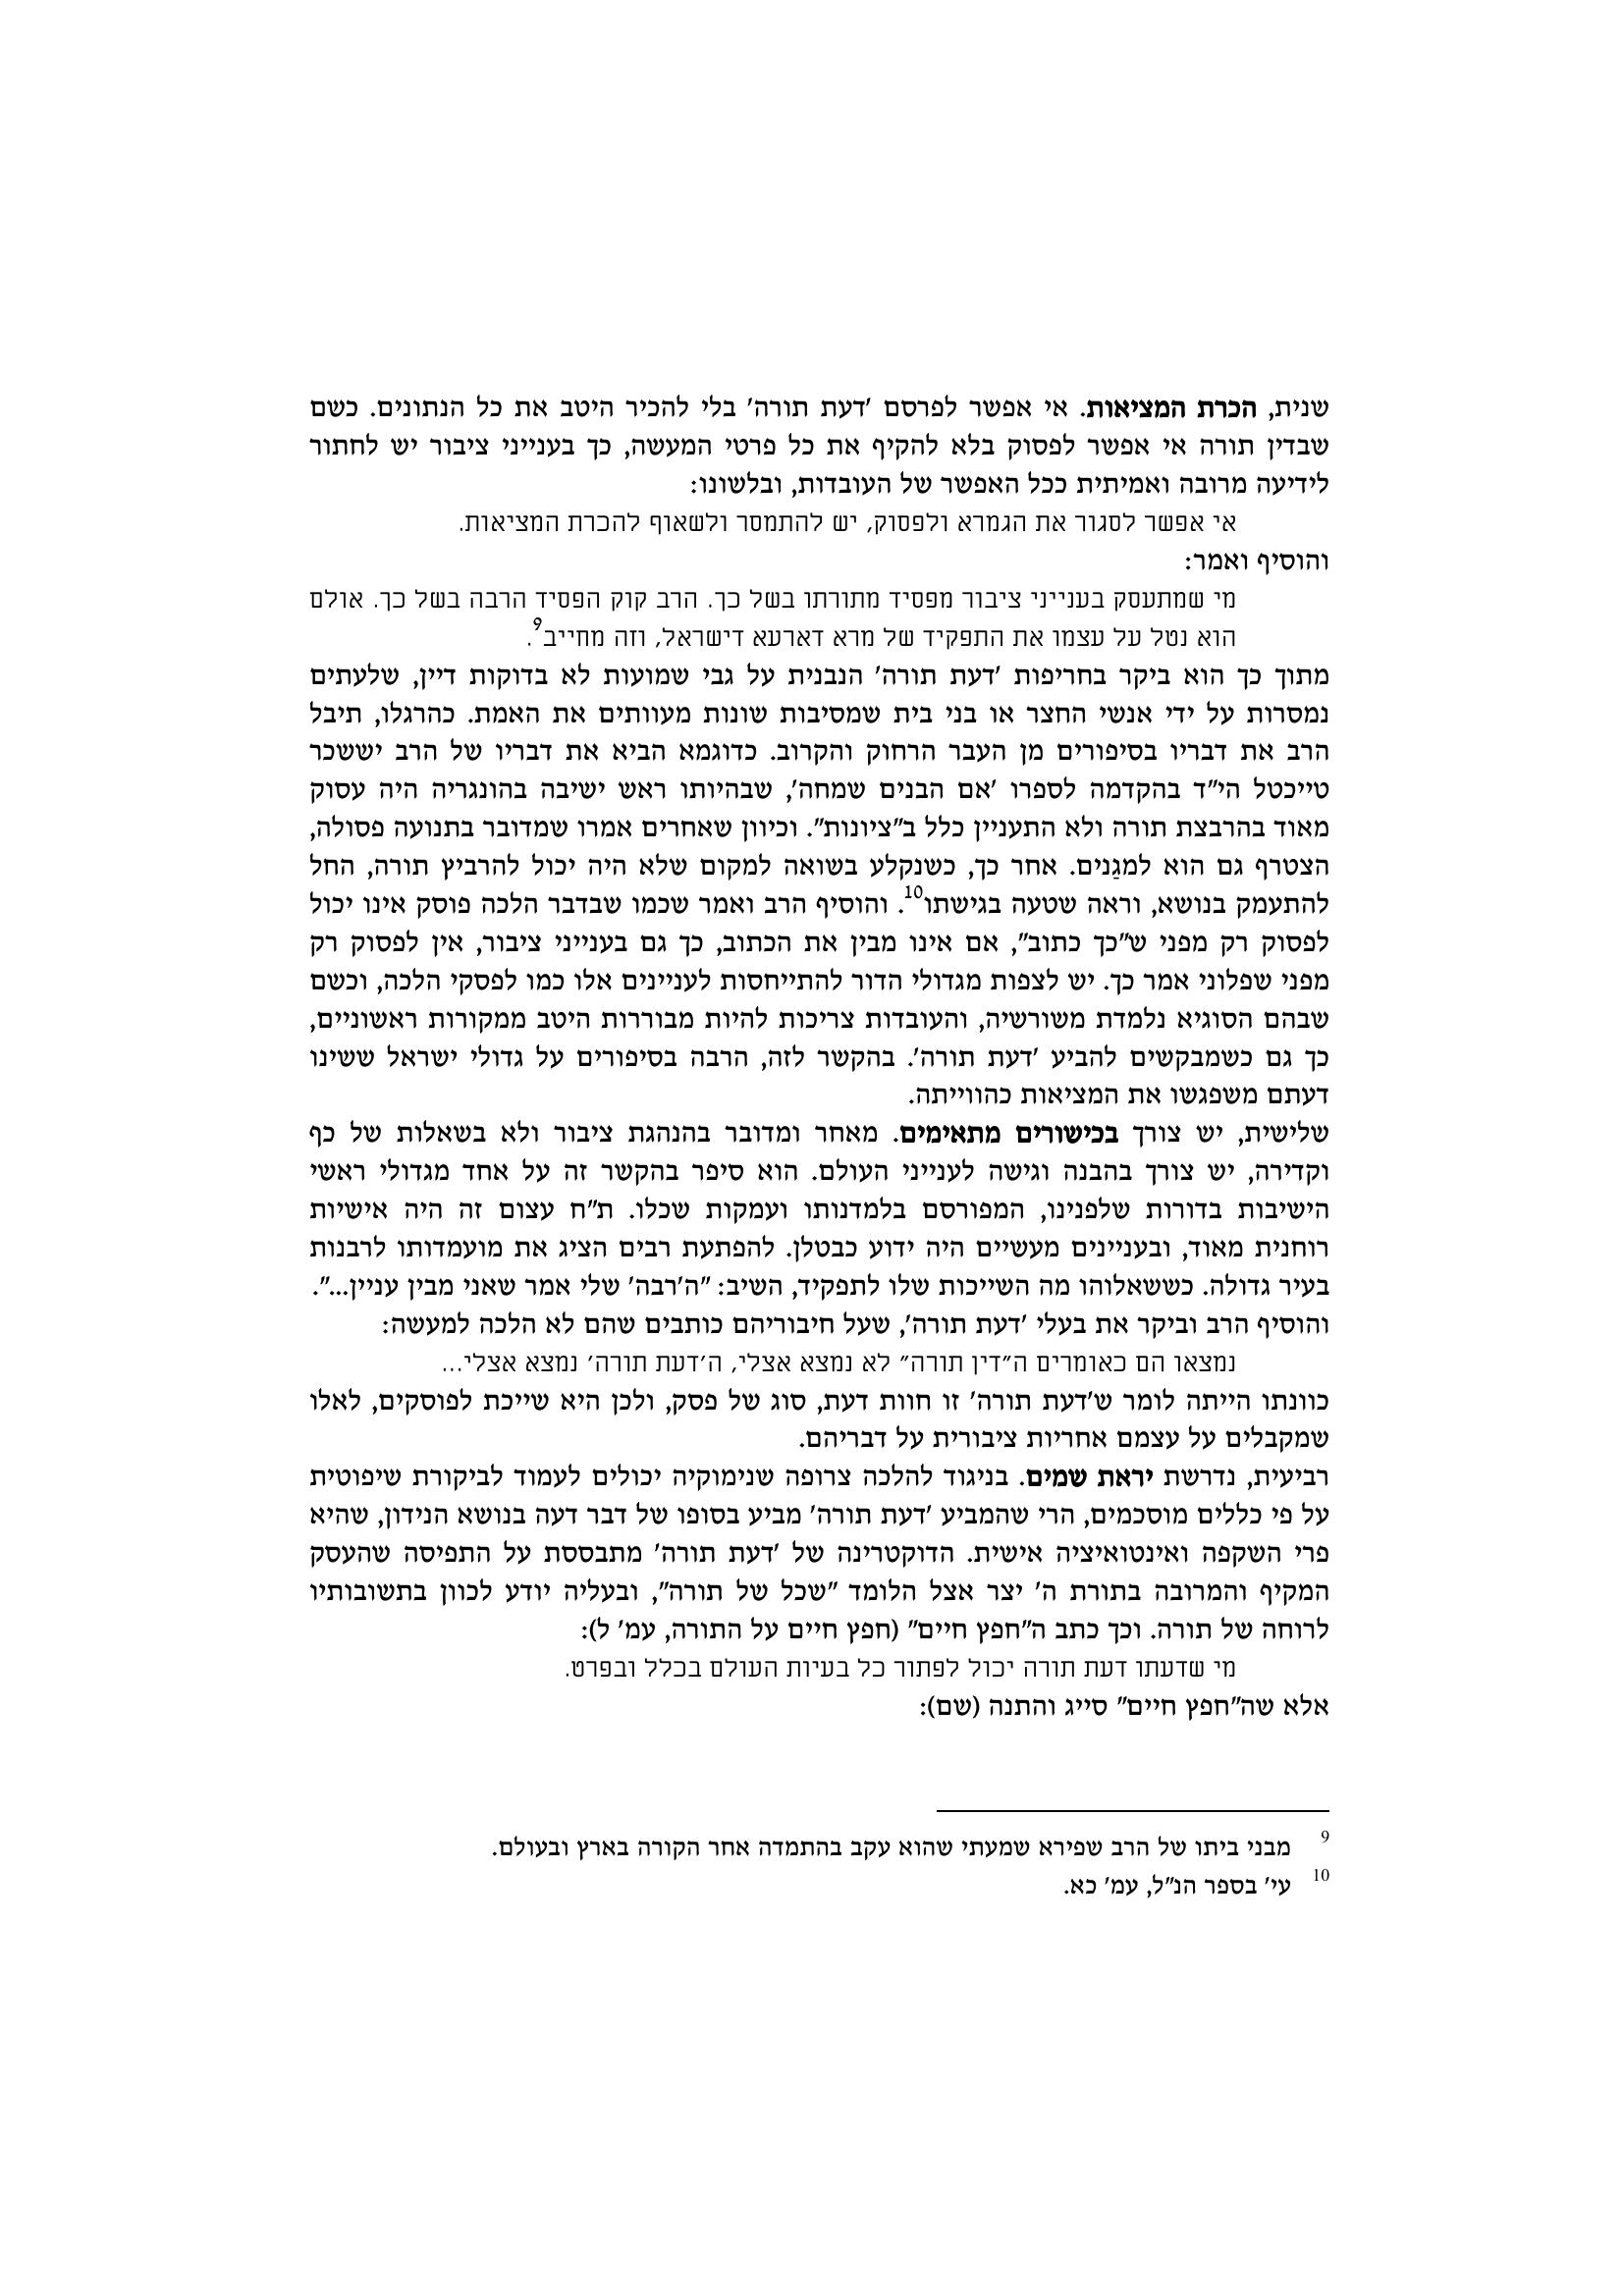 שנית, הכרת המציאות. אי אפשר לפרסם 'דעת תורה' בלי להכיר היטב את כל הנתונים. כשם
שבדין תורה אי אפשר לפסוק בלא להקיף את כל פרטי המעשה, כך בענייני ציבור יש לחתור
לידיעה מרובה ואמיתית ככל האפשר של העובדות, ובלשונו:
אי אפשר לסגור את הגמרא ולפסוק, יש להתמסר ולשאוף להכרת המציאות.
והוסיף ואמר:
מי שמתעסק בענייני ציבור מפסיד מתורתו בשל כך. הרב קוק הפסיד הרבה בשל כך. אולם
הוא נטל על עצמו את התפקיד של מרא דארעא דישראל, וזה מחייב9.
מתוך כך הוא ביקר בחריפות 'דעת תורה' הנבנית על גבי שמועות לא בדוקות דיין, שלעתים
נמסרות על ידי אנשי החצר או בני בית שמסיבות שונות מעוותים את האמת. כהרגלו, תיבל
הרב את דבריו בסיפורים מן העבר הרחוק והקרוב. כדוגמא הביא את דבריו של הרב יששכר
טייכטל הי"ד בהקדמה לספרו 'אם הבנים שמחה', שבהיותו ראש ישיבה בהונגריה היה עסוק
מאוד בהרבצת תורה ולא התעניין כלל ב"ציונות". וכיוון שאחרים אמרו שמדובר בתנועה פסולה,
הצטרף גם הוא למגַנים. אחר כך, כשנקלע בשואה למקום שלא היה יכול להרביץ תורה, החל
להתעמק בנושא, וראה שטעה בגישתו10. והוסיף הרב ואמר שכמו שבדבר הלכה פוסק אינו יכול
לפסוק רק מפני ש"כך כתוב", אם אינו מבין את הכתוב, כך גם בענייני ציבור, אין לפסוק רק
מפני שפלוני אמר כך. יש לצפות מגדולי הדור להתייחסות לעניינים אלו כמו לפסקי הלכה, וכשם
שבהם הסוגיא נלמדת משורשיה, והעובדות צריכות להיות מבוררות היטב ממקורות ראשוניים,
כך גם כשמבקשים להביע 'דעת תורה'. בהקשר לזה, הרבה בסיפורים על גדולי ישראל ששינו
דעתם משפגשו את המציאות כהווייתה.
שלישית, יש צורך בכישורים מתאימים. מאחר ומדובר בהנהגת ציבור ולא בשאלות של כף
וקדירה, יש צורך בהבנה וגישה לענייני העולם. הוא סיפר בהקשר זה על אחד מגדולי ראשי
הישיבות בדורות שלפנינו, המפורסם בלמדנותו ועמקות שכלו. ת"ח עצום זה היה אישיות
רוחנית מאוד, ובעניינים מעשיים היה ידוע כבטלן. להפתעת רבים הציג את מועמדותו לרבנות
בעיר גדולה. כששאלוהו מה השייכות שלו לתפקיד, השיב: "ה'רבה' שלי אמר שאני מבין עניין...".
והוסיף הרב וביקר את בעלי 'דעת תורה', שעל חיבוריהם כותבים שהם לא הלכה למעשה:
נמצאו הם כאומרים ה"דין תורה" לא נמצא אצלי, ה'דעת תורה' נמצא אצלי...
כוונתו הייתה לומר ש'דעת תורה' זו חוות דעת, סוג של פסק, ולכן היא שייכת לפוסקים, לאלו
שמקבלים על עצמם אחריות ציבורית על דבריהם.
רביעית, נדרשת יראת שמים. בניגוד להלכה צרופה שנימוקיה יכולים לעמוד לביקורת שיפוטית
על פי כללים מוסכמים, הרי שהמביע 'דעת תורה' מביע בסופו של דבר דעה בנושא הנידון, שהיא
פרי השקפה ואינטואיציה אישית. הדוקטרינה של 'דעת תורה' מתבססת על התפיסה שהעסק
המקיף והמרובה בתורת ה' יצר אצל הלומד "שכל של תורה", ובעליה יודע לכוון בתשובותיו
לרוחה של תורה. וכך כתב ה"חפץ חיים" (חפץ חיים על התורה, עמ' ל):
מי שדעתו דעת תורה יכול לפתור כל בעיות העולם בכלל ובפרט.
אלא שה"חפץ חיים" סייג והתנה (שם):
9 מבני ביתו של הרב שפירא שמעתי שהוא עקב בהתמדה אחר הקורה בארץ ובעולם.
10 עי' בספר הנ"ל, עמ' כא.